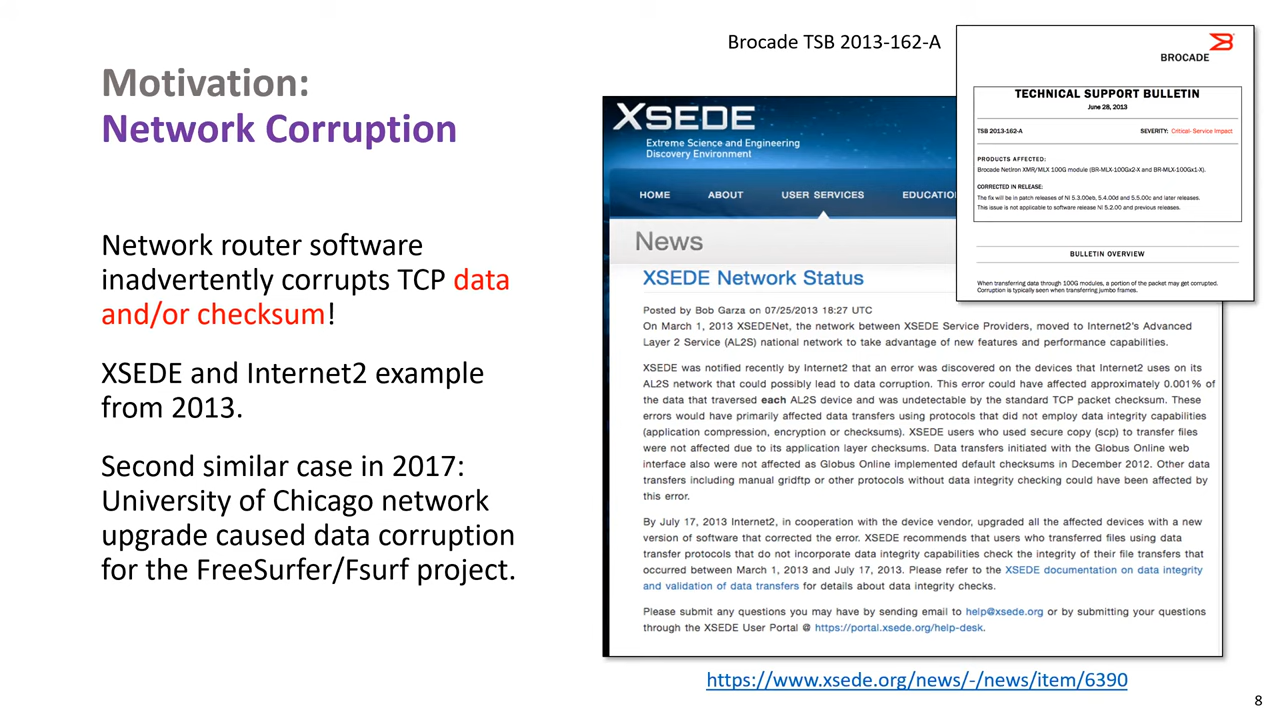 Motivation:
Network Corruption
Network router software
inadvertently corrupts TCP data
and/or checksum!
XSEDE and Internet2 example
from 2013.
Second similar case in 2017:
University of Chicago network
upgrade caused data corruption
for the FreeSurfer/Fsurf project.
Brocade TSB 2013-162-A
BROCADE
TECHNICAL SUPPORT BULLETIN
June 28, 2013
TSB 2013-162-A SEVERITY: Critical- Service Impact
PRODUCTS AFFECTED:
Brocade NetIron XMR/MLX 100G module (BR-MLX-100Gx2-X and BR-MLX-100Gx1-X).
CORRECTED IN RELEASE:
The fix will be in patch releases of NI 5.3.00eb, 5.4.00d and 5.5.00c and later releases.
This issue is not applicable to software release NI 5.2.00 and previous releases.
BULLETIN OVERVIEW
When transferring data through 100G modules, a portion of the packet may get corrupted.
Corruption is typically seen when transferring jumbo frames.
XSEDE
Extreme Science and Engineering
Discovery Environment
HOME ABOUT USER SERVICES EDUCATIO
News
XSEDE Network Status
Posted by Bob Garza on 07/25/2013 18:27 UTC
On March 1, 2013 XSEDENet, the network between XSEDE Service Providers, moved to Internet2's Advanced
Layer 2 Service (AL2S) national network to take advantage of new features and performance capabilities.
XSEDE was notified recently by Internet2 that an error was discovered on the devices that Internet2 uses on its
AL2S network that could possibly lead to data corruption. This error could have affected approximately 0.001% of
the data that traversed each AL2S device and was undetectable by the standard TCP packet checksum. These
errors would have primarily affected data transfers using protocols that did not employ data integrity capabilities
(application compression, encryption or checksums). XSEDE users who used secure copy (scp) to transfer files
were not affected due to its application layer checksums. Data transfers initiated with the Globus Online web
interface also were not affected as Globus Online implemented default checksums in December 2012. Other data
transfers including manual gridftp or other protocols without data integrity checking could have been affected by
this error.
By July 17, 2013 Internet2, in cooperation with the device vendor, upgraded all the affected devices with a new
version of software that corrected the error. XSEDE recommends that users who transferred files using data
transfer protocols that do not incorporate data integrity capabilities check the integrity of their file transfers that
occurred between March 1, 2013 and July 17, 2013. Please refer to the XSEDE documentation on data integrity
and validation of data transfers for details about data integrity checks.
Please submit any questions you may have by sending email to help@xsede.org or by submitting your questions
through the XSEDE User Portal @ https://portal.xsede.org/help-desk.
https://www.xsede.org/news/-/news/item/6390
8